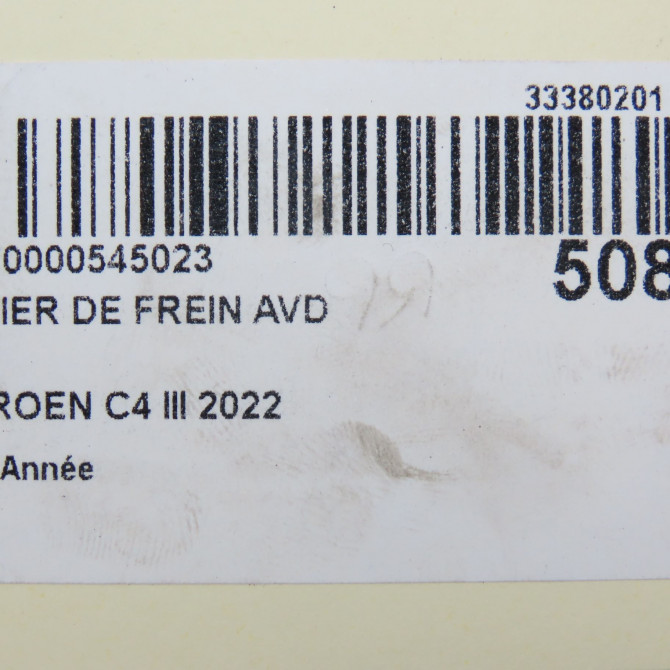 33380201
0000545023
508
IER DE FREIN AVD
ROEN C4 III 2022
Année